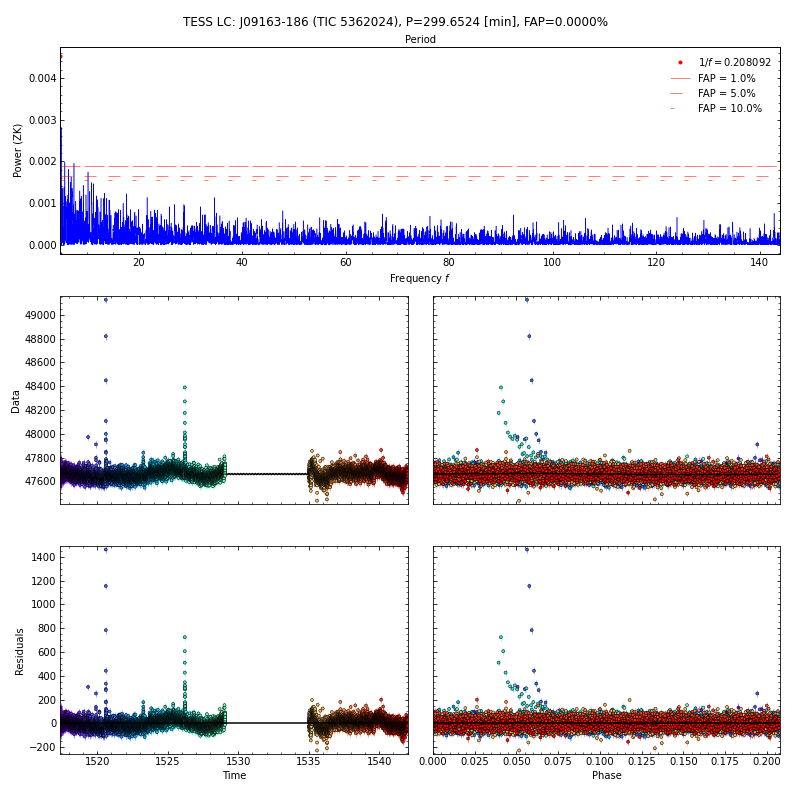 TESS LC: J09163-186 (TIC 5362024), P=299.6524 [min], FAP=0.0000%
Period
1/f=0.208092
FAP = 1.0%
FAP = 5.0%
FAP = 10.0%
Power (ZK)
0.004
0.003
0.002
0.001
0.000
20 40 60 80 100 120 140
Frequency f
Data
49000
48800
48600
48400
48200
48000
47800
47600
Residuals
1400
1200
1000
800
600
400
200
0
−200
1520 1525 1530 1535 1540
Time
0.000 0.025 0.050 0.075 0.100 0.125 0.150 0.175 0.200
Phase